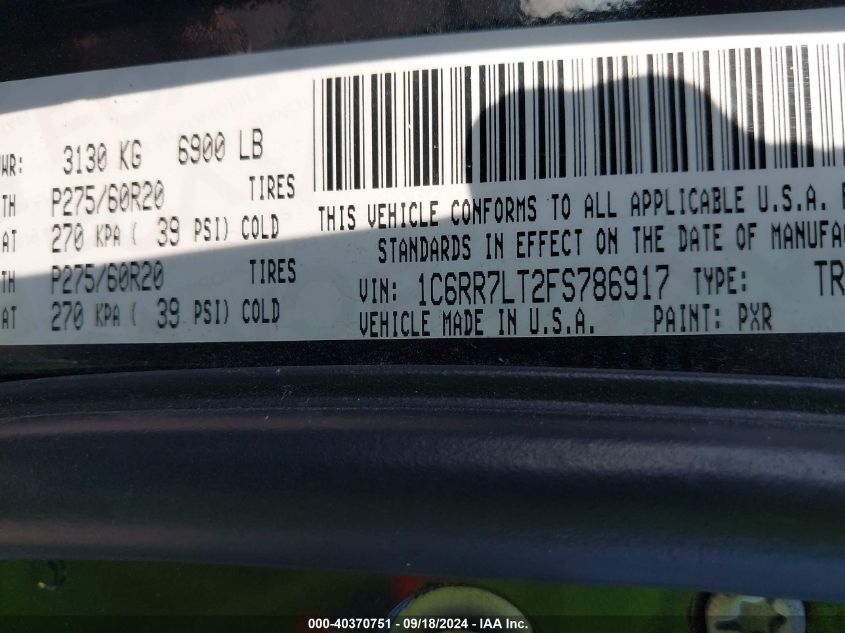 WR: 3130 KG 6900 LB
TH P275/60R20 TIRES
AT 270 KPA ( 39 PSI) COLD
TH P275/60R20 TIRES
AT 270 KPA ( 39 PSI) COLD
THIS VEHICLE CONFORMS TO ALL APPLICABLE U.S.A.
STANDARDS IN EFFECT ON THE DATE OF MANUFA
VIN: 1C6RR7LT2FS786917 TYPE: TR
VEHICLE MADE IN U.S.A. PAINT: PXR
000-40370751 - 09/18/2024 - IAA Inc.